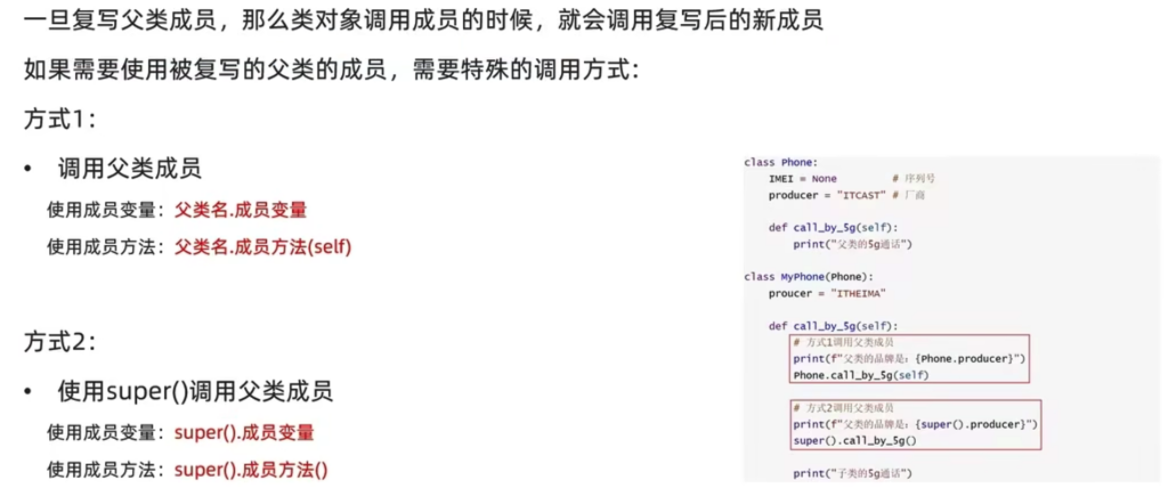 一旦复写父类成员，那么类对象调用成员的时候，就会调用复写后的新成员
如果需要使用被复写的父类的成员，需要特殊的调用方式：
方式1：
• 调用父类成员
使用成员变量：父类名.成员变量
使用成员方法：父类名.成员方法(self)
方式2：
• 使用super()调用父类成员
使用成员变量：super().成员变量
使用成员方法：super().成员方法()
class Phone:
    IMEI = None        # 序列号
    producer = "ITCAST" # 厂商
    def call_by_5g(self):
        print("父类的5g通话")
class MyPhone(Phone):
    proucer = "ITHEIMA"
    def call_by_5g(self):
        # 方式1调用父类成员
        print(f"父类的品牌是：{Phone.producer}")
        Phone.call_by_5g(self)
        # 方式2调用父类成员
        print(f"父类的品牌是：{super().producer}")
        super().call_by_5g()
        print("子类的5g通话")